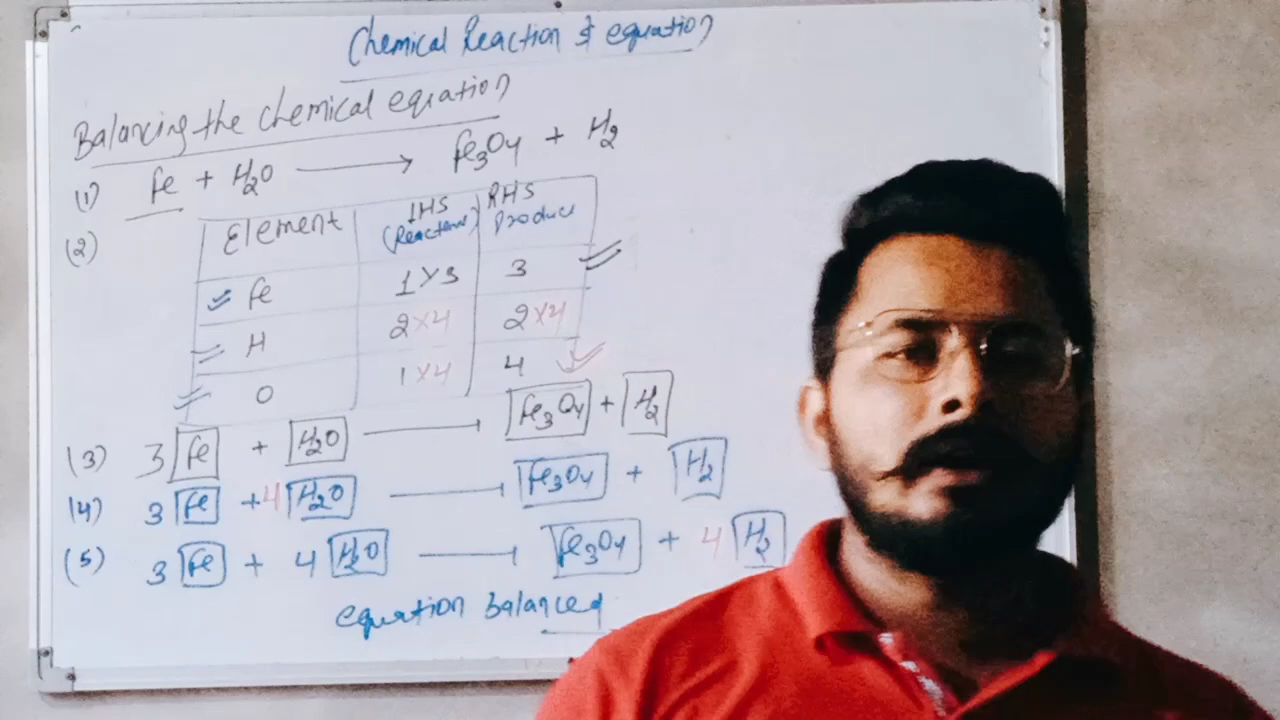 Chemical Reaction & equation
Balancing the chemical equation
(1) Fe + H₂O → Fe₃O₄ + H₂
(2) Element LHS (Reactant) RHS Product
Fe 1×3 3
H 2×4 2×4
O 1×4 4
(3) 3 Fe + H₂O → Fe₃O₄ + H₂
(4) 3 Fe + 4 H₂O → Fe₃O₄ + H₂
(5) 3 Fe + 4 H₂O → Fe₃O₄ + 4 H₂
equation balanced